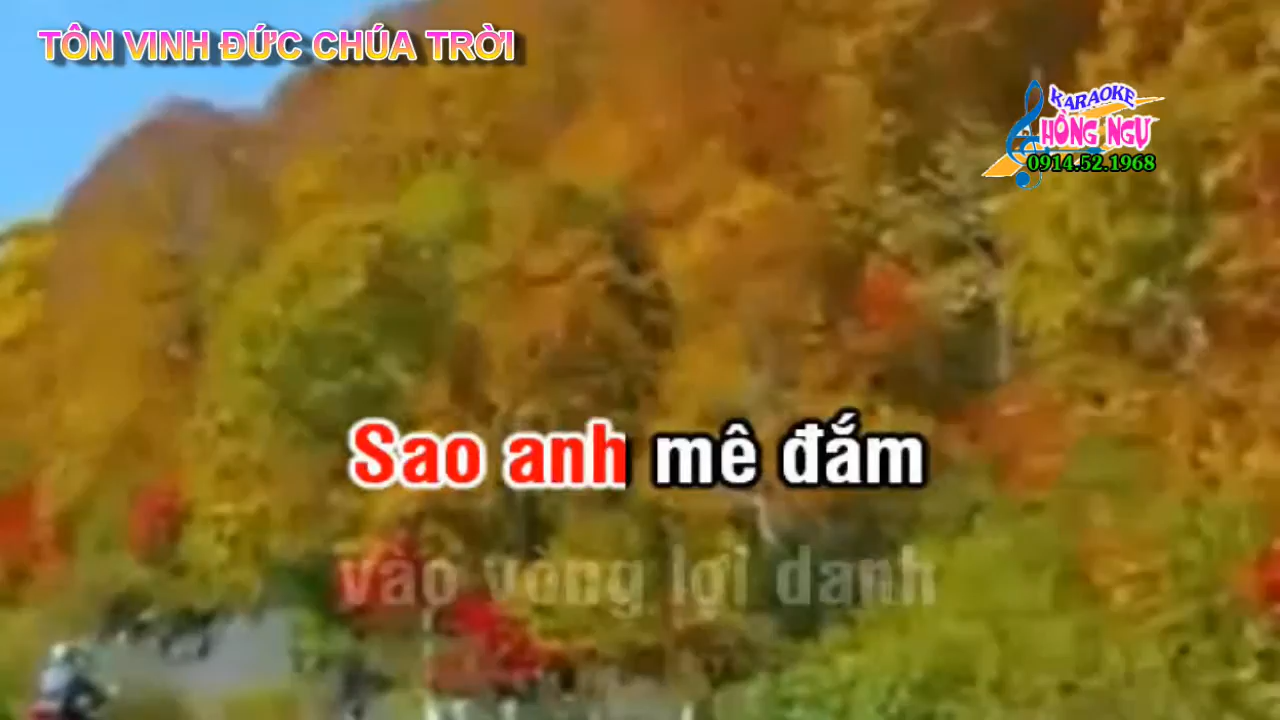 TÔN VINH ĐỨC CHÚA TRỜI
KARAOKE
HỒNG NGỰ
0914.52.1968
Sao anh mê đắm
vào vòng lợi danh